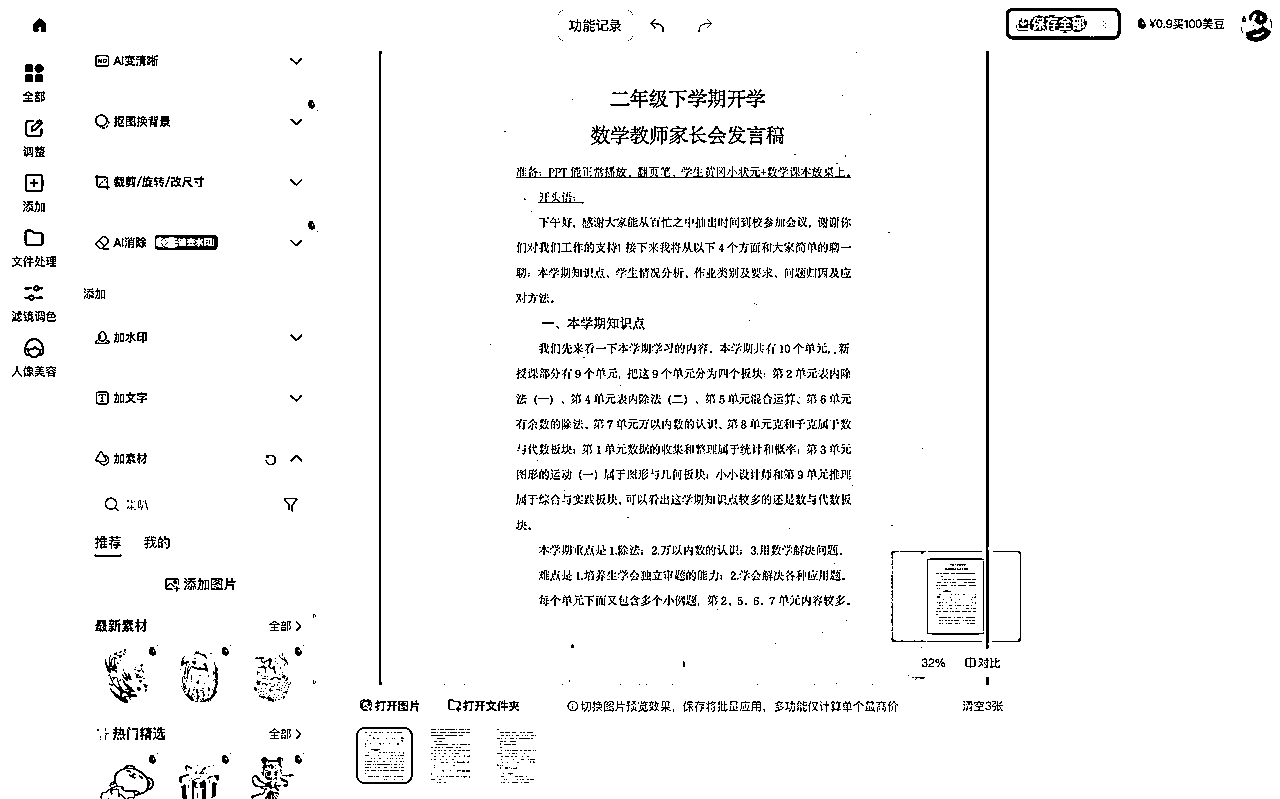 功能记录
保存全部
¥0.9买100美豆
全部
调整
添加
文件处理
滤镜调色
人像美容
AI变清晰
抠图换背景
裁剪/旋转/改尺寸
AI消除
添加
加水印
加文字
加素材
推荐 我的
添加图片
最新素材 全部
热门精选 全部
二年级下学期开学
数学教师家长会发言稿
准备：PPT能正常播放，翻页笔，学生黄冈小状元+数学课本放桌上。
开头语：
下午好，感谢大家能从百忙之中抽出时间到校参加会议，谢谢你
们对我们工作的支持！接下来我将从以下4个方面和大家简单的聊一
聊：本学期知识点、学生情况分析、作业类别及要求、问题归因及应
对方法。
一、本学期知识点
我们先来看一下本学期学习的内容。本学期共有10个单元，新
授课部分有9个单元，把这9个单元分为四个板块：第2单元表内除
法（一）、第4单元表内除法（二）、第5单元混合运算、第6单元
有余数的除法、第7单元万以内数的认识、第8单元克和千克属于数
与代数板块；第1单元数据的收集和整理属于统计和概率；第3单元
图形的运动（一）属于图形与几何板块；小小设计师和第9单元推理
属于综合与实践板块，可以看出这学期知识点较多的还是数与代数板
块。
本学期重点是1.除法；2.万以内数的认识；3.用数学解决问题。
难点是1.培养生学会独立审题的能力；2.学会解决各种应用题。
每个单元下面又包含多个小例题，第2、5、6、7单元内容较多。
32% 对比
打开图片 打开文件夹 切换图片预览效果，保存将批量应用，多功能仅计算单个最高价 清空3张